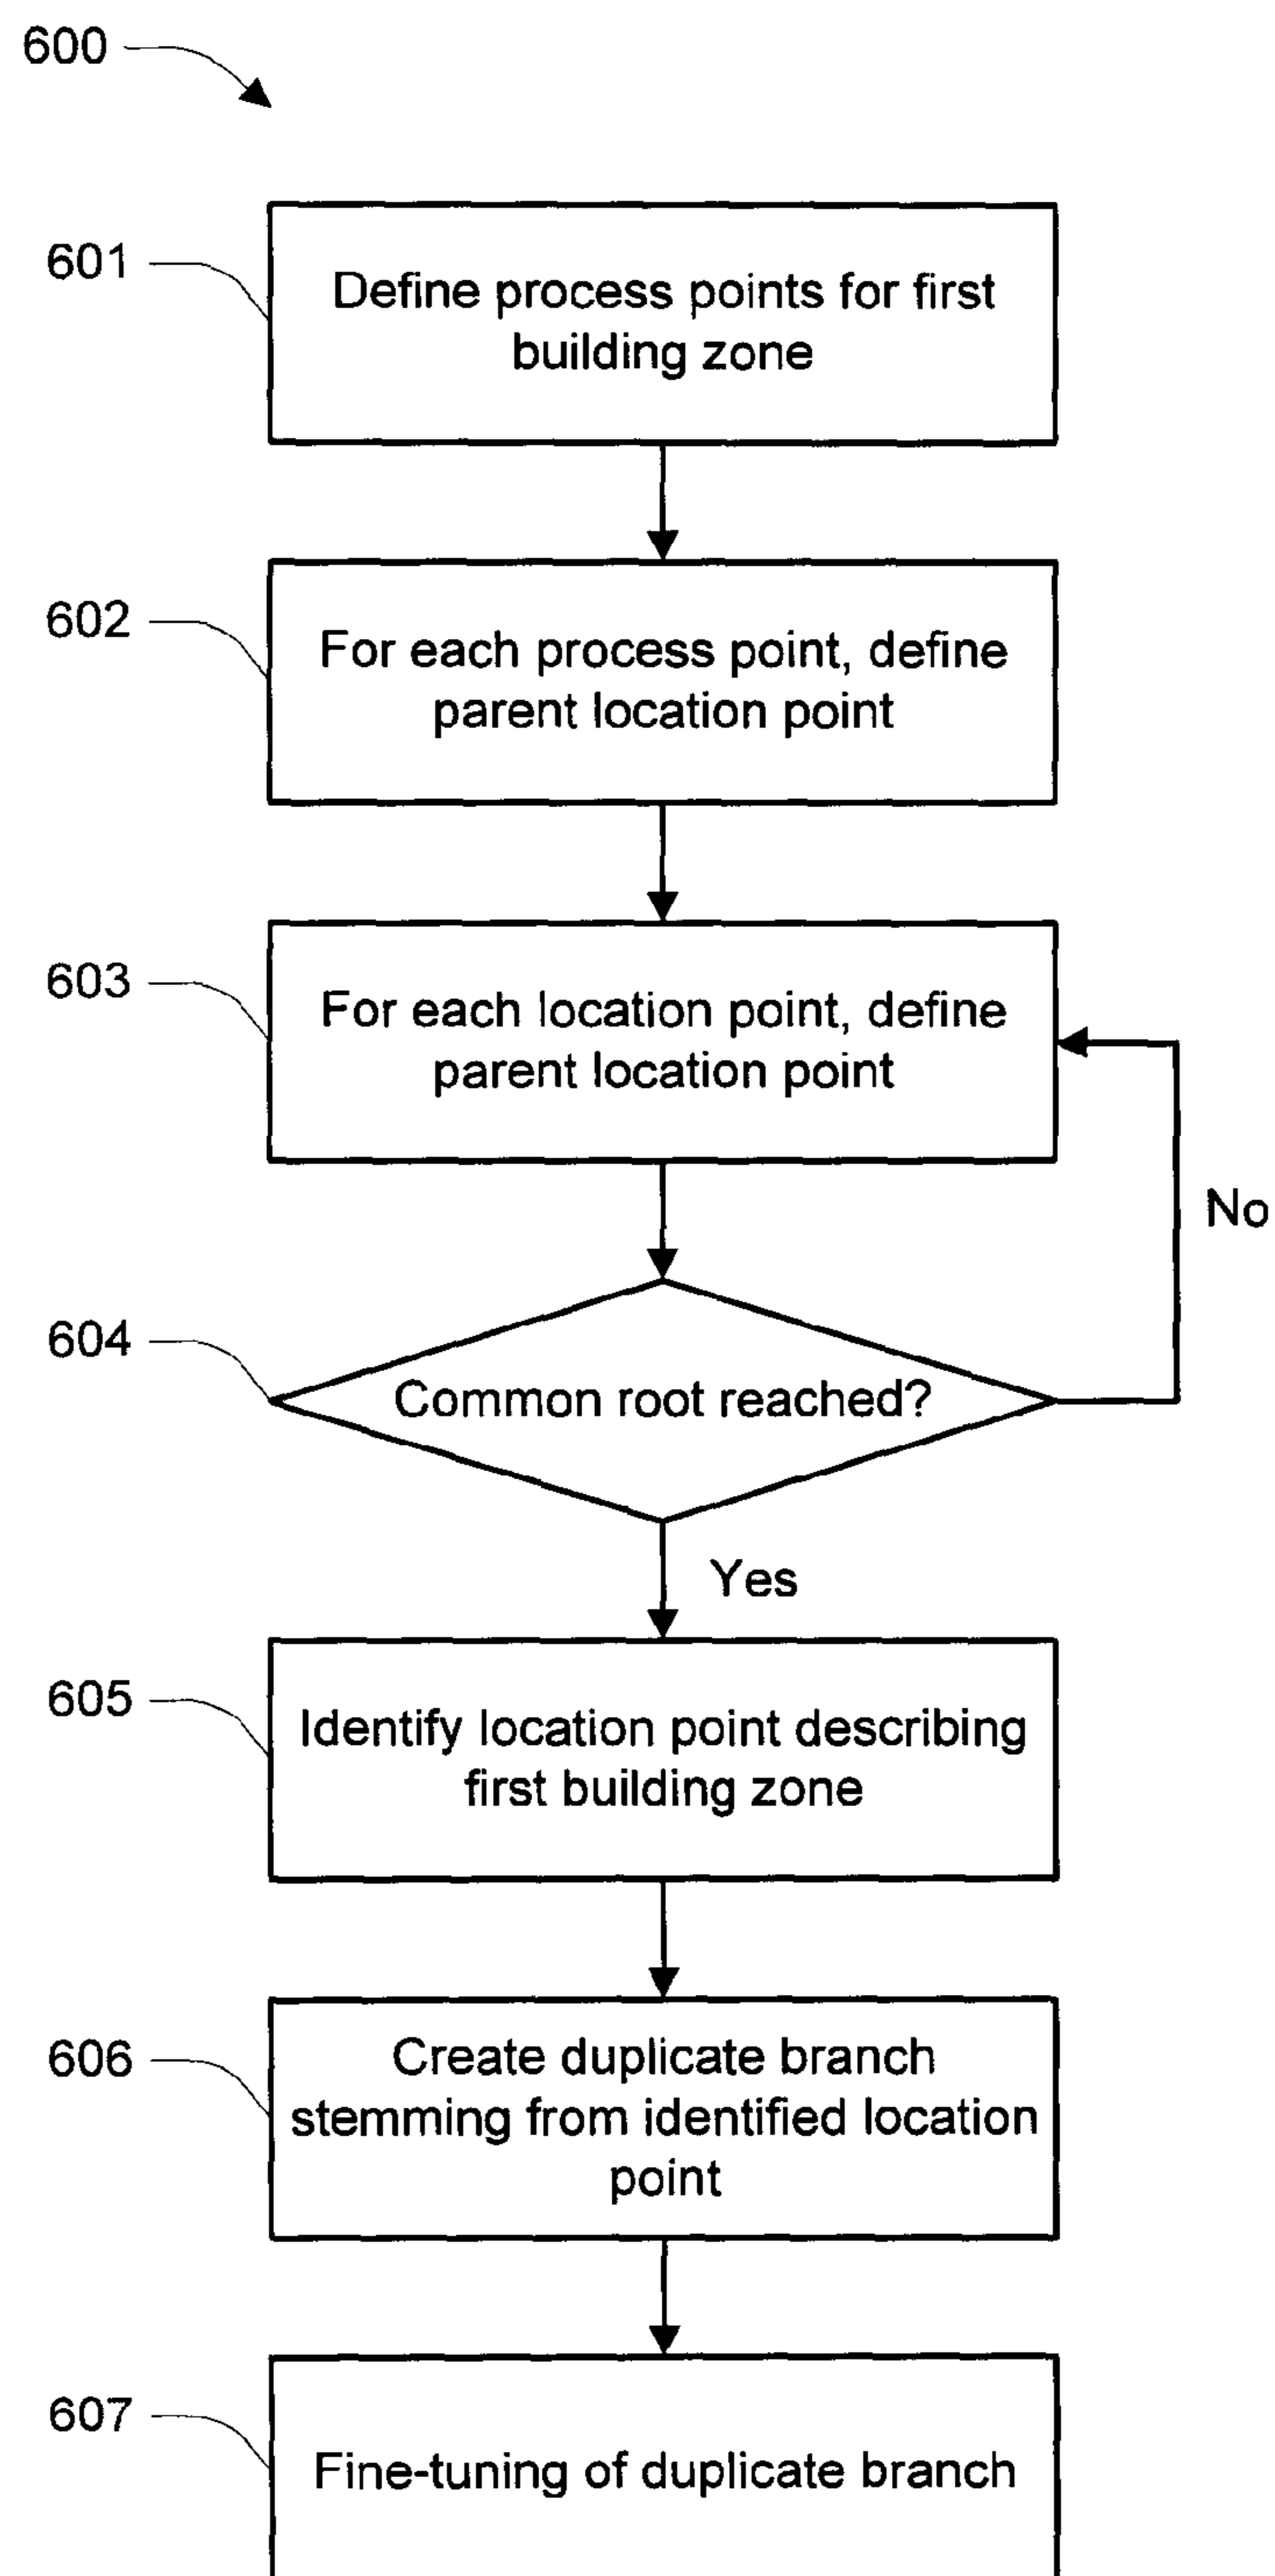 600
601
Define process points for first
building zone
602
For each process point, define
parent location point
603
For each location point, define
parent location point
No
604
Common root reached?
Yes
605
Identify location point describing
first building zone
606
Create duplicate branch
stemming from identified location
point
607
Fine-tuning of duplicate branch